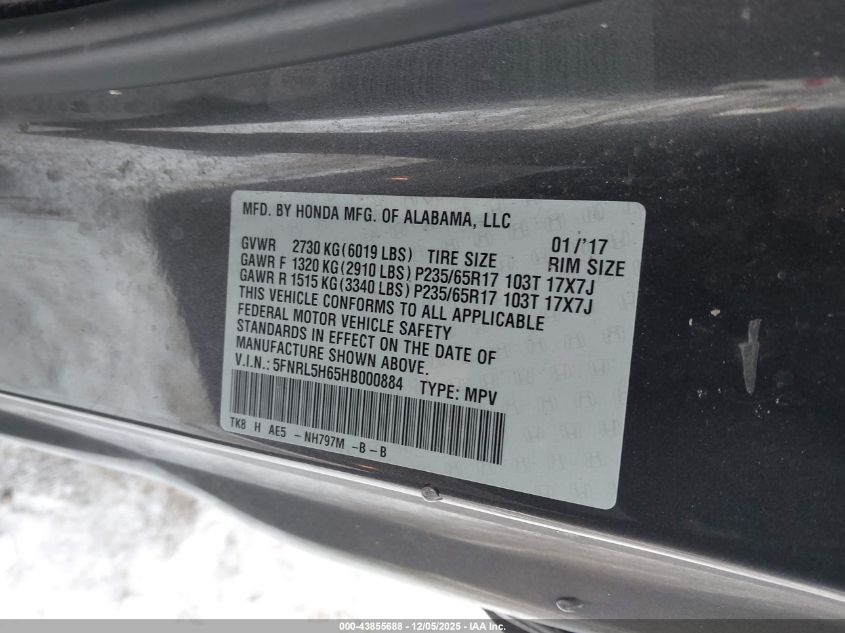 MFD. BY HONDA MFG. OF ALABAMA, LLC
01/'17
GVWR 2730 KG(6019 LBS) TIRE SIZE RIM SIZE
GAWR F 1320 KG(2910 LBS) P235/65R17 103T 17X7J
GAWR R 1515 KG(3340 LBS) P235/65R17 103T 17X7J
THIS VEHICLE CONFORMS TO ALL APPLICABLE
FEDERAL MOTOR VEHICLE SAFETY
STANDARDS IN EFFECT ON THE DATE OF
MANUFACTURE SHOWN ABOVE.
V.I.N.: 5FNRL5H65HB000884 TYPE: MPV
TK8 H AE5 -NH797M -B-B
000-43855688 - 12/05/2025 - IAA, Inc.